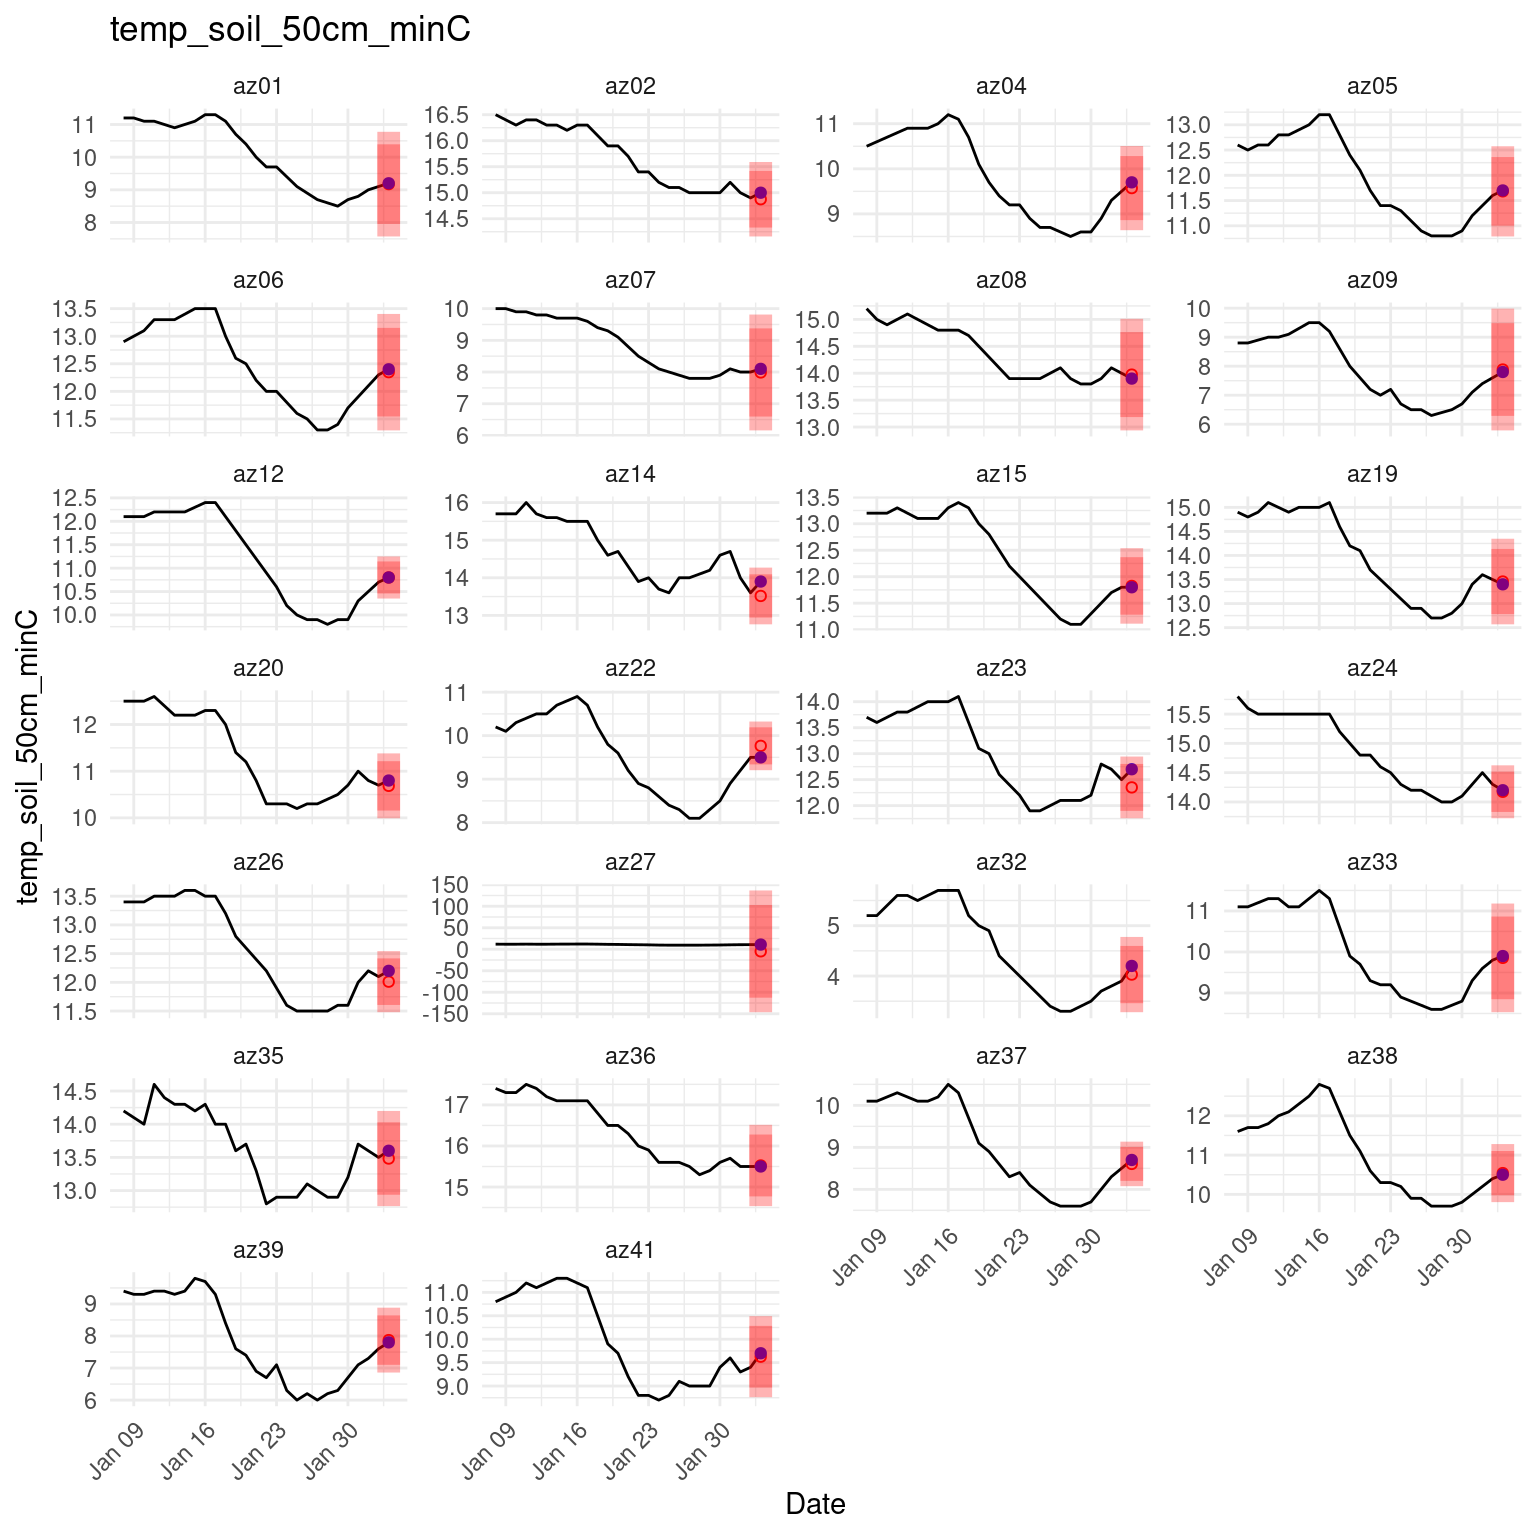 temp_soil_50cm_minC
az01 az02 az04 az05
11 10 9 8
16.5 16.0 15.5 15.0 14.5
11 10 9
13.0 12.5 12.0 11.5 11.0
az06 az07 az08 az09
13.5 13.0 12.5 12.0 11.5
10 9 8 7 6
15.0 14.5 14.0 13.5 13.0
10 9 8 7 6
az12 az14 az15 az19
12.5 12.0 11.5 11.0 10.5 10.0
16 15 14 13
13.5 13.0 12.5 12.0 11.5 11.0
15.0 14.5 14.0 13.5 13.0 12.5
az20 az22 az23 az24
12 11 10
11 10 9 8
14.0 13.5 13.0 12.5 12.0
15.5 15.0 14.5 14.0
az26 az27 az32 az33
13.5 13.0 12.5 12.0 11.5
150 100 50 0 -50 -100 -150
5 4
11 10 9
az35 az36 az37 az38
14.5 14.0 13.5 13.0
17 16 15
10 9 8
12 11 10
Jan 09 Jan 16 Jan 23 Jan 30
Jan 09 Jan 16 Jan 23 Jan 30
az39 az41
9 8 7 6
11.0 10.5 10.0 9.5 9.0
Jan 09 Jan 16 Jan 23 Jan 30
Jan 09 Jan 16 Jan 23 Jan 30
temp_soil_50cm_minC
Date